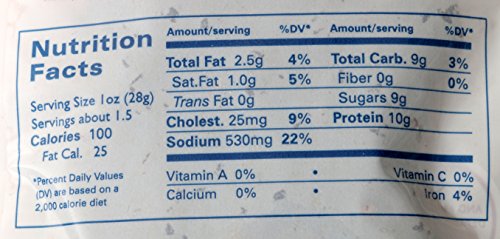 Nutrition
Facts
Serving Size 1oz (28g)
Servings about 1.5
Calories 100
Fat Cal. 25
*Percent Daily Values
(DV) are based on a
2,000 calorie diet
Amount/serving %DV* Amount/serving %DV*
Total Fat 2.5g 4% Total Carb. 9g 3%
Sat.Fat 1.0g 5% Fiber 0g 0%
Trans Fat 0g Sugars 9g
Cholest. 25mg 9% Protein 10g
Sodium 530mg 22%
Vitamin A 0% • Vitamin C 0%
Calcium 0% • Iron 4%